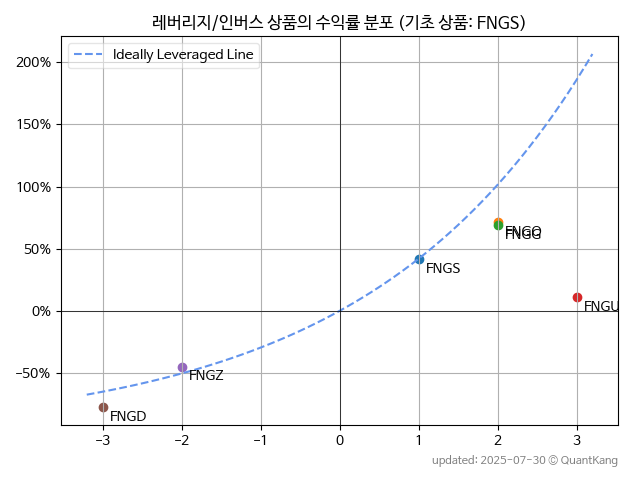 레버리지/인버스 상품의 수익률 분포 (기초 상품: FNGS)
Ideally Leveraged Line
200%
150%
100%
50%
0%
−50%
FNGO
FNGG
FNGS
FNGU
FNGZ
FNGD
−3 −2 −1 0 1 2 3
updated: 2025-07-30 © QuantKang